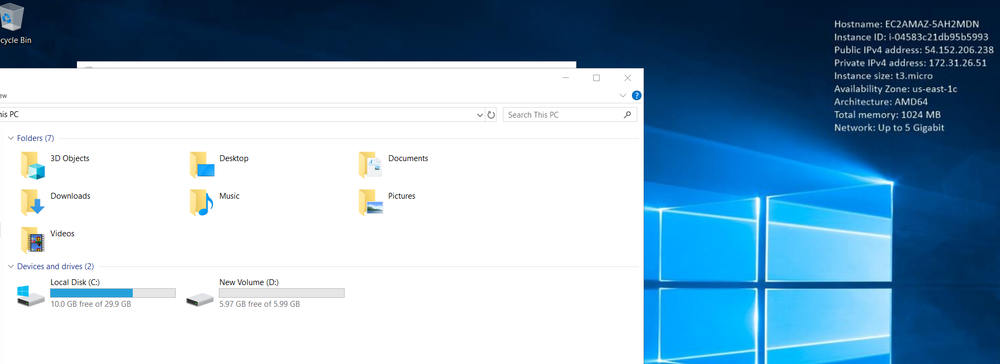 cycle Bin
Hostname: EC2AMAZ-5AH2MDN
Instance ID: i-04583c21db95b5993
Public IPv4 address: 54.152.206.238
Private IPv4 address: 172.31.26.51
Instance size: t3.micro
Availability Zone: us-east-1c
Architecture: AMD64
Total memory: 1024 MB
Network: Up to 5 Gigabit
ew
?
his PC
Search This PC
Folders (7)
3D Objects
Desktop
Documents
Downloads
Music
Pictures
Videos
Devices and drives (2)
Local Disk (C:)
10.0 GB free of 29.9 GB
New Volume (D:)
5.97 GB free of 5.99 GB